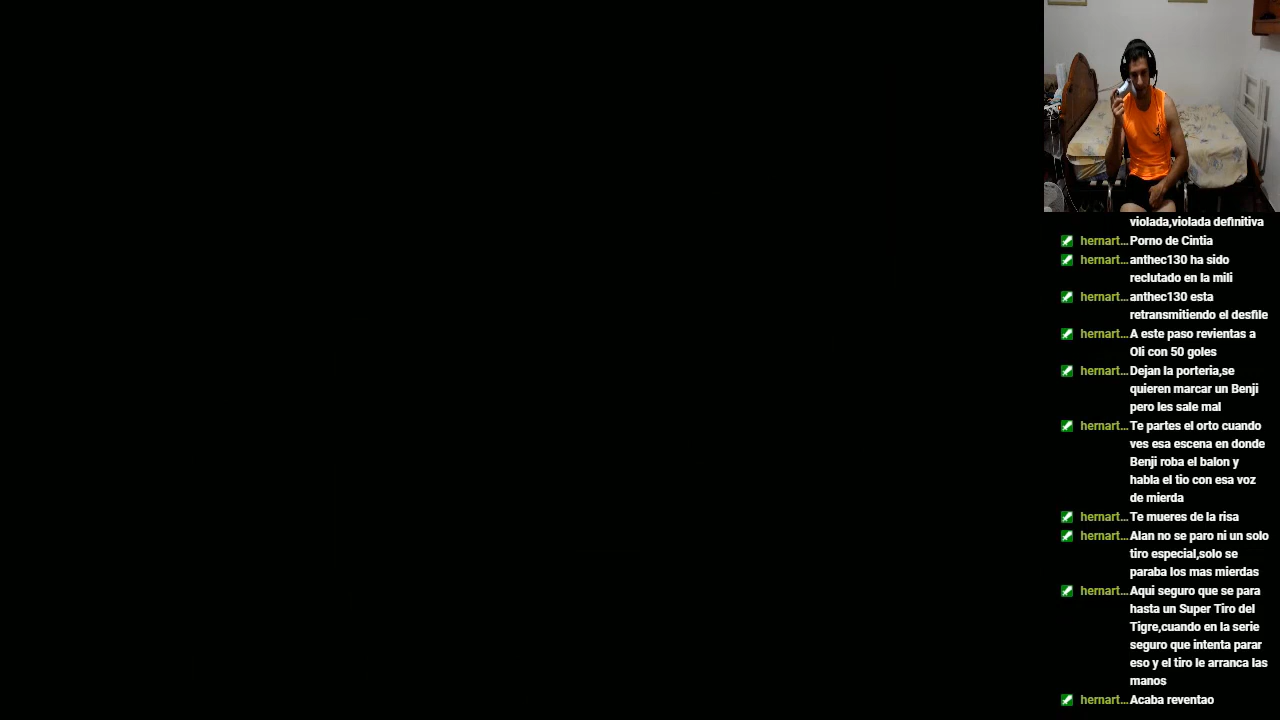 violada,violada definitiva
hernart…Porno de Cintia
hernart…anthec130 ha sido
reclutado en la mili
hernart…anthec130 esta
retransmitiendo el desfile
hernart…A este paso revientas a
Oli con 50 goles
hernart…Dejan la porteria,se
quieren marcar un Benji
pero les sale mal
hernart…Te partes el orto cuando
ves esa escena en donde
Benji roba el balon y
habla el tio con esa voz
de mierda
hernart…Te mueres de la risa
hernart…Alan no se paro ni un solo
tiro especial,solo se
paraba los mas mierdas
hernart…Aqui seguro que se para
hasta un Super Tiro del
Tigre,cuando en la serie
seguro que intenta parar
eso y el tiro le arranca las
manos
hernart…Acaba reventao